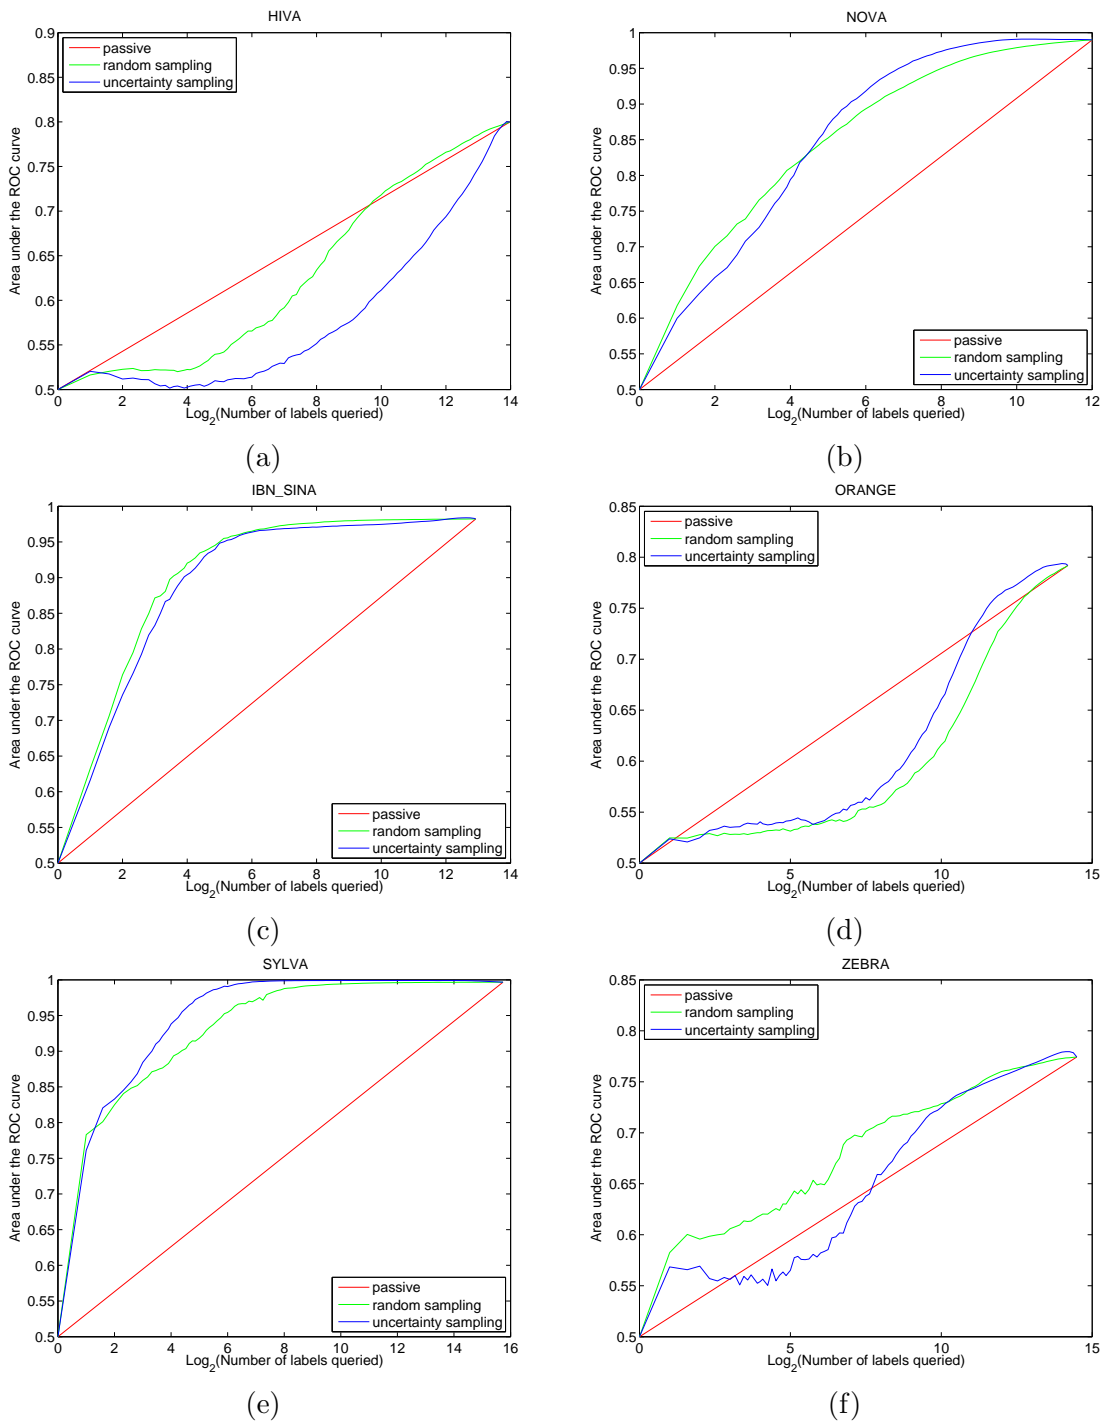 HIVA
0.9
0.85
0.8
0.75
0.7
0.65
0.6
0.55
0.5
Area under the ROC curve
passive
random sampling
uncertainty sampling
0 2 4 6 8 10 12 14
Log2(Number of labels queried)
(a)
NOVA
1
0.95
0.9
0.85
0.8
0.75
0.7
0.65
0.6
0.55
0.5
Area under the ROC curve
passive
random sampling
uncertainty sampling
0 2 4 6 8 10 12
Log2(Number of labels queried)
(b)
IBN_SINA
1
0.95
0.9
0.85
0.8
0.75
0.7
0.65
0.6
0.55
0.5
Area under the ROC curve
passive
random sampling
uncertainty sampling
0 2 4 6 8 10 12 14
Log2(Number of labels queried)
(c)
ORANGE
0.85
0.8
0.75
0.7
0.65
0.6
0.55
0.5
Area under the ROC curve
passive
random sampling
uncertainty sampling
0 5 10 15
Log2(Number of labels queried)
(d)
SYLVA
1
0.95
0.9
0.85
0.8
0.75
0.7
0.65
0.6
0.55
0.5
Area under the ROC curve
passive
random sampling
uncertainty sampling
0 2 4 6 8 10 12 14 16
Log2(Number of labels queried)
(e)
ZEBRA
0.85
0.8
0.75
0.7
0.65
0.6
0.55
0.5
Area under the ROC curve
passive
random sampling
uncertainty sampling
0 5 10 15
Log2(Number of labels queried)
(f)